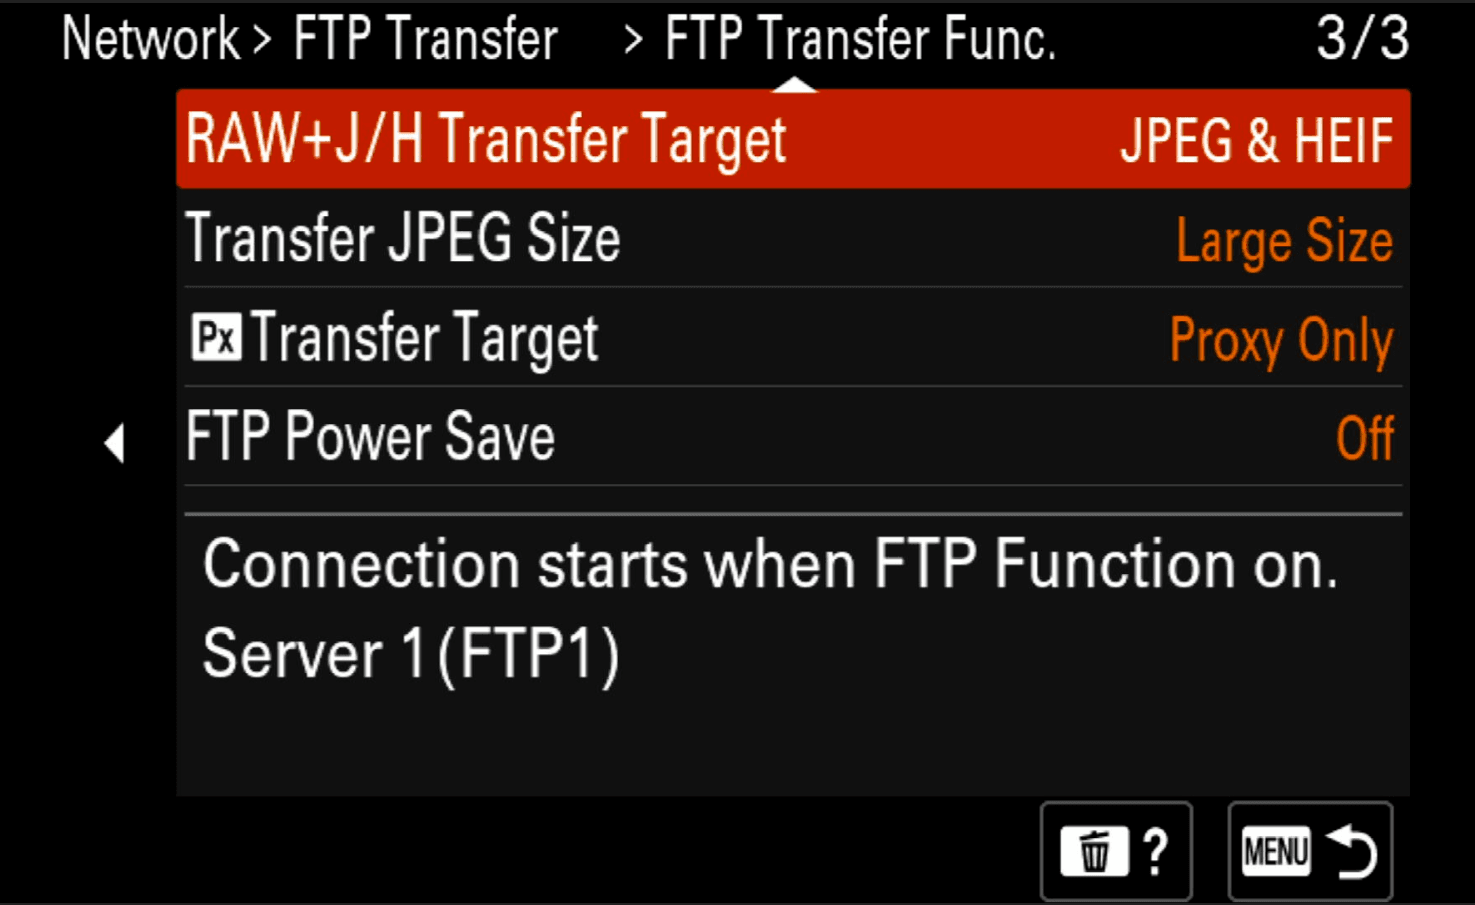 Network > FTP Transfer > FTP Transfer Func. 3/3
RAW+J/H Transfer Target JPEG & HEIF
Transfer JPEG Size Large Size
Px Transfer Target Proxy Only
FTP Power Save Off
Connection starts when FTP Function on.
Server 1(FTP1)
? MENU